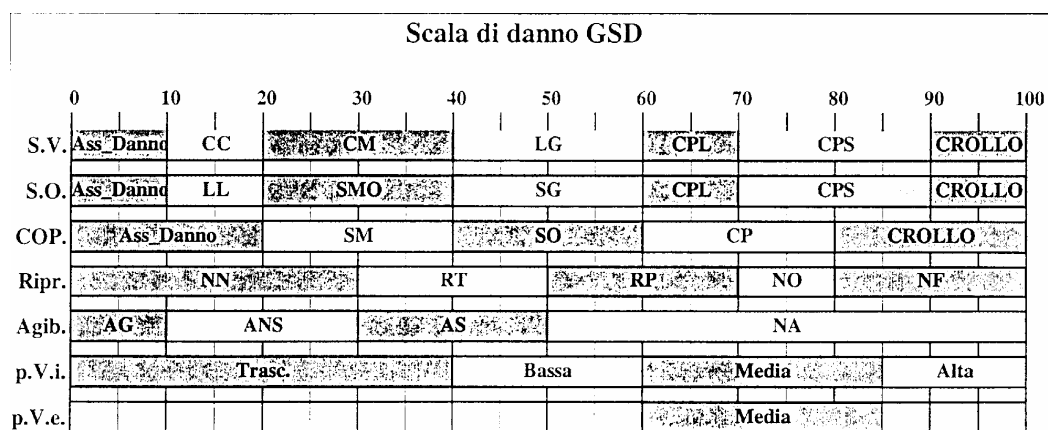 Scala di danno GSD
0 10 20 30 40 50 60 70 80 90 100
S.V. Ass_Danno CC CM LG CPL CPS CROLLO
S.O. Ass_Danno LL SMO SG CPL CPS CROLLO
COP. Ass_Danno SM SO CP CROLLO
Ripr. NN RT RP NO NF
Agib. AG ANS AS NA
p.V.i. Trasc. Bassa Media Alta
p.V.e. Media